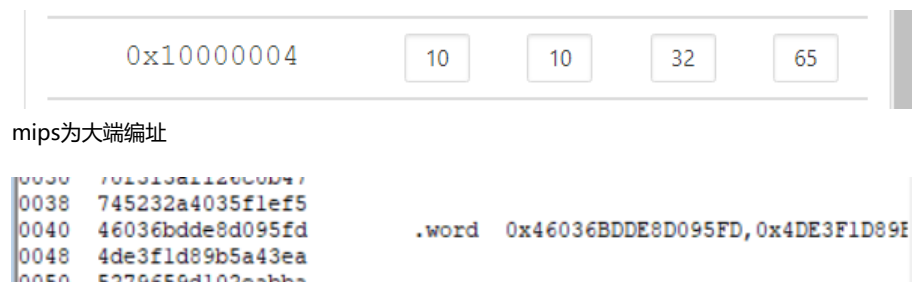 0x10000004 10 10 32 65
mips为大端编址
0038 745232a4035f1ef5
0040 46036bdde8d095fd .word 0x46036BDDE8D095FD,0x4DE3F1D89B
0048 4de3f1d89b5a43ea